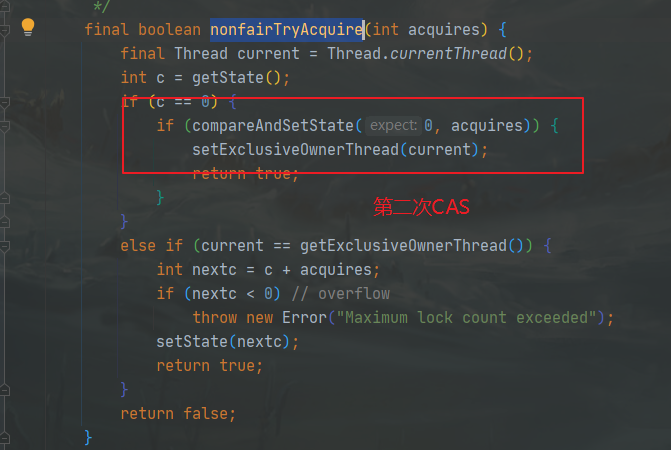 */
final boolean nonfairTryAcquire(int acquires) {
final Thread current = Thread.currentThread();
int c = getState();
if (c == 0) {
if (compareAndSetState( expect: 0, acquires)) {
setExclusiveOwnerThread(current);
return true;
}
第二次CAS
}
else if (current == getExclusiveOwnerThread()) {
int nextc = c + acquires;
if (nextc < 0) // overflow
throw new Error("Maximum lock count exceeded");
setState(nextc);
return true;
}
return false;
}